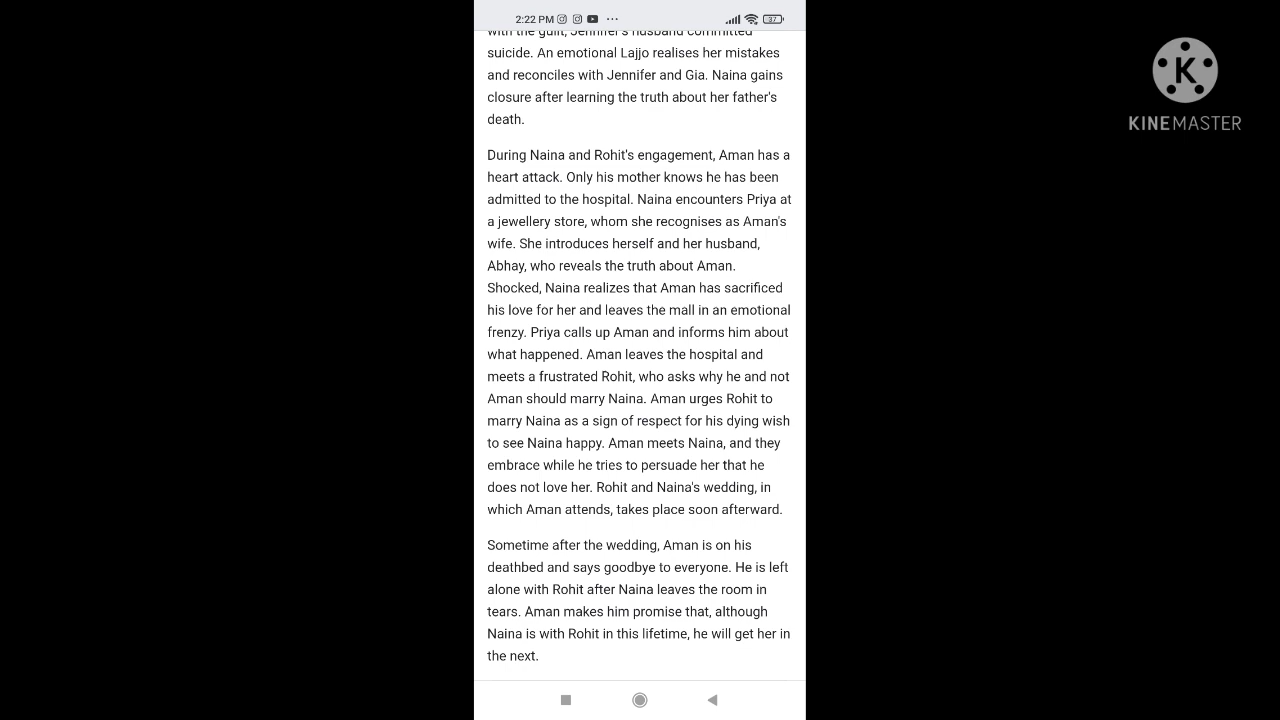 2:22 PM
37
K
KINEMASTER
with the guilt, Jennifer's husband committed
suicide. An emotional Lajjo realises her mistakes
and reconciles with Jennifer and Gia. Naina gains
closure after learning the truth about her father's
death.
During Naina and Rohit's engagement, Aman has a
heart attack. Only his mother knows he has been
admitted to the hospital. Naina encounters Priya at
a jewellery store, whom she recognises as Aman's
wife. She introduces herself and her husband,
Abhay, who reveals the truth about Aman.
Shocked, Naina realizes that Aman has sacrificed
his love for her and leaves the mall in an emotional
frenzy. Priya calls up Aman and informs him about
what happened. Aman leaves the hospital and
meets a frustrated Rohit, who asks why he and not
Aman should marry Naina. Aman urges Rohit to
marry Naina as a sign of respect for his dying wish
to see Naina happy. Aman meets Naina, and they
embrace while he tries to persuade her that he
does not love her. Rohit and Naina's wedding, in
which Aman attends, takes place soon afterward.
Sometime after the wedding, Aman is on his
deathbed and says goodbye to everyone. He is left
alone with Rohit after Naina leaves the room in
tears. Aman makes him promise that, although
Naina is with Rohit in this lifetime, he will get her in
the next.